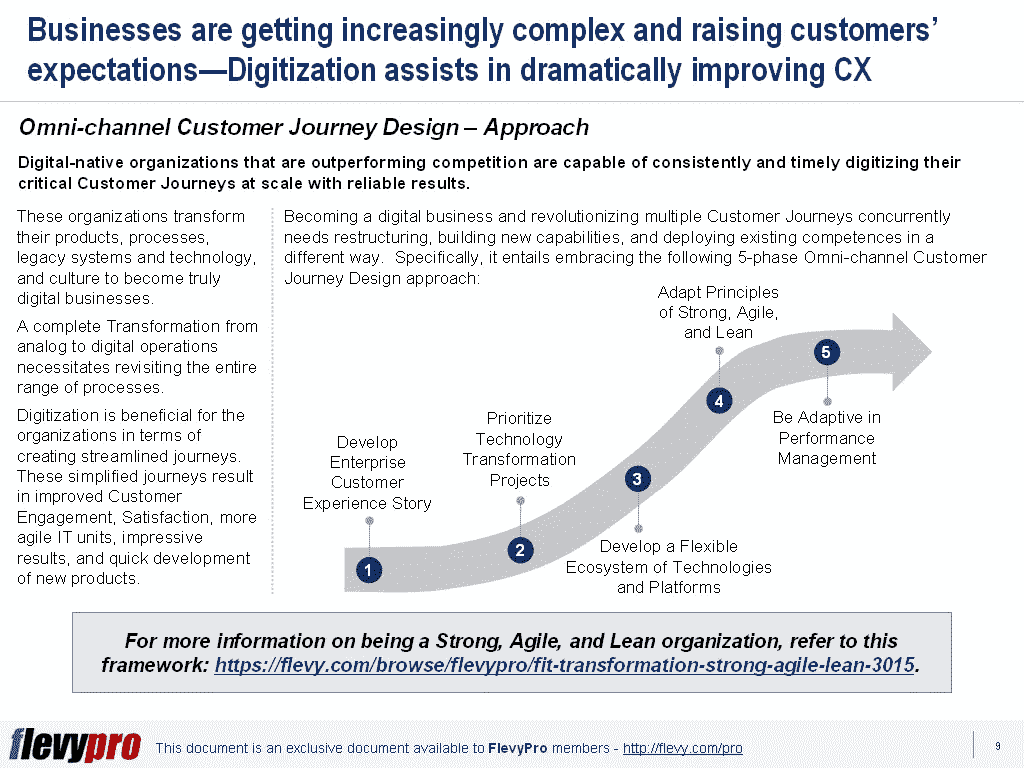 Businesses are getting increasingly complex and raising customers’
expectations—Digitization assists in dramatically improving CX
Omni-channel Customer Journey Design – Approach
Digital-native organizations that are outperforming competition are capable of consistently and timely digitizing their
critical Customer Journeys at scale with reliable results.
These organizations transform
their products, processes,
legacy systems and technology,
and culture to become truly
digital businesses.
A complete Transformation from
analog to digital operations
necessitates revisiting the entire
range of processes.
Digitization is beneficial for the
organizations in terms of
creating streamlined journeys.
These simplified journeys result
in improved Customer
Engagement, Satisfaction, more
agile IT units, impressive
results, and quick development
of new products.
Becoming a digital business and revolutionizing multiple Customer Journeys concurrently
needs restructuring, building new capabilities, and deploying existing competences in a
different way.  Specifically, it entails embracing the following 5-phase Omni-channel Customer
Journey Design approach:
Develop
Enterprise
Customer
Experience Story
1
Prioritize
Technology
Transformation
Projects
2
3
Develop a Flexible
Ecosystem of Technologies
and Platforms
Adapt Principles
of Strong, Agile,
and Lean
4
5
Be Adaptive in
Performance
Management
For more information on being a Strong, Agile, and Lean organization, refer to this
framework: https://flevy.com/browse/flevypro/fit-transformation-strong-agile-lean-3015.
flevypro
This document is an exclusive document available to FlevyPro members - http://flevy.com/pro
9